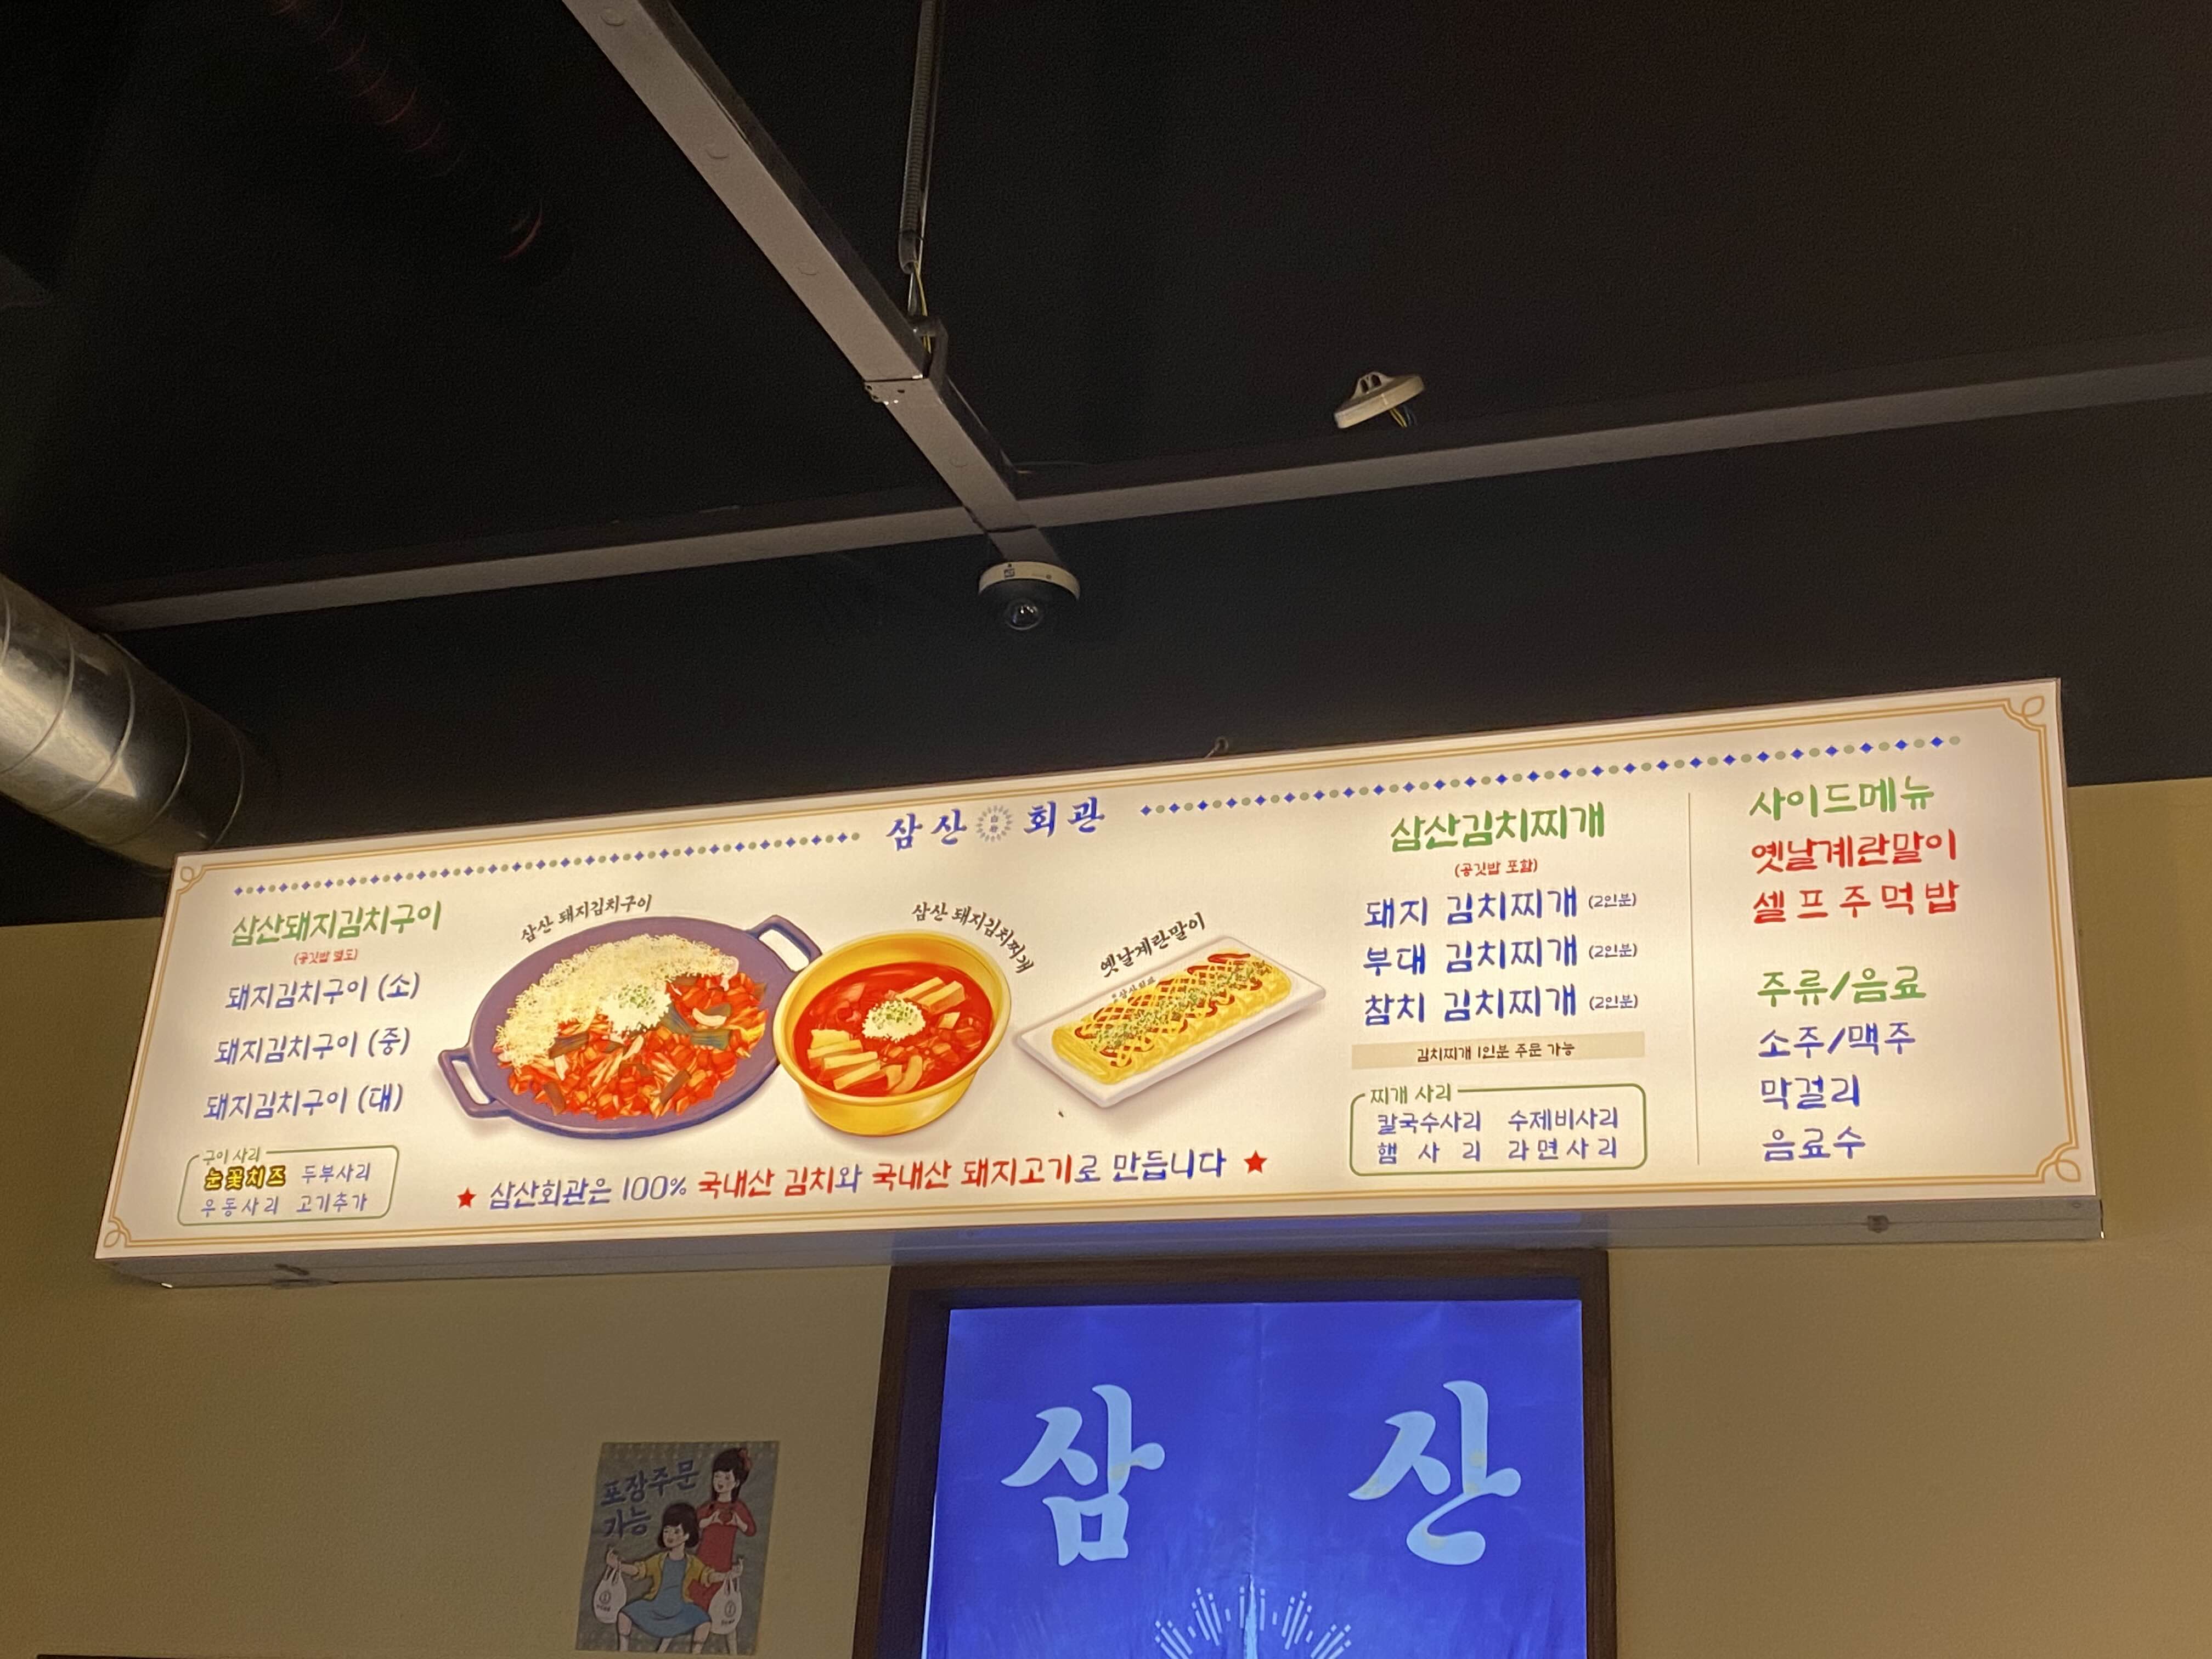 삼산 회관
삼산돼지김치구이
(공깃밥 별도)
돼지김치구이 (소)
돼지김치구이 (중)
돼지김치구이 (대)
구이 사리
눈꽃치즈 두부사리
우동사리 고기추가
삼산 돼지김치구이
삼산 돼지김치찌개
옛날계란말이
★ 삼산회관은 100% 국내산 김치와 국내산 돼지고기로 만듭니다 ★
삼산김치찌개
(공깃밥 포함)
돼지 김치찌개 (2인분)
부대 김치찌개 (2인분)
참치 김치찌개 (2인분)
김치찌개 1인분 주문 가능
찌개 사리
칼국수사리 수제비사리
햄 사 리 라면사리
사이드메뉴
옛날계란말이
셀프주먹밥
주류/음료
소주/맥주
막걸리
음료수
포장주문
가능
삼 산